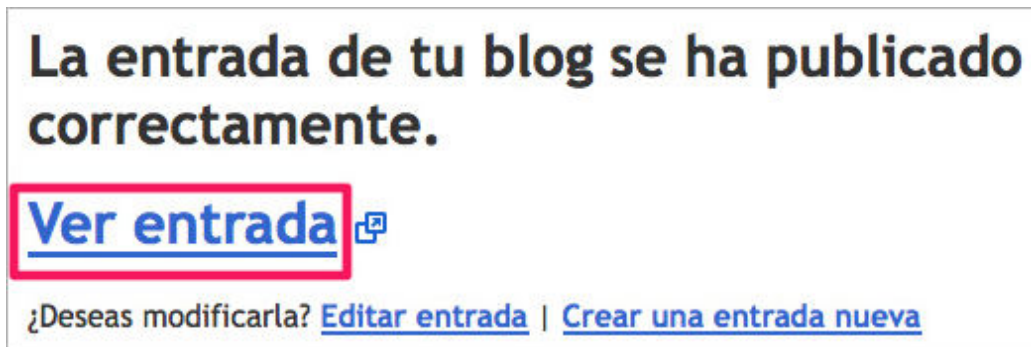 La entrada de tu blog se ha publicado
correctamente.
Ver entrada
¿Deseas modificarla? Editar entrada | Crear una entrada nueva